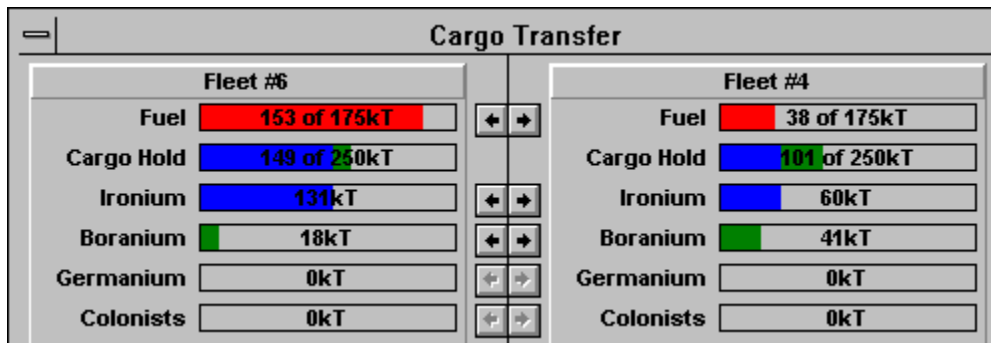 Cargo Transfer
Fleet #6
Fuel 153 of 175kT
Cargo Hold 149 of 250kT
Ironium 131kT
Boranium 18kT
Germanium 0kT
Colonists 0kT
Fleet #4
Fuel 38 of 175kT
Cargo Hold 101 of 250kT
Ironium 60kT
Boranium 41kT
Germanium 0kT
Colonists 0kT